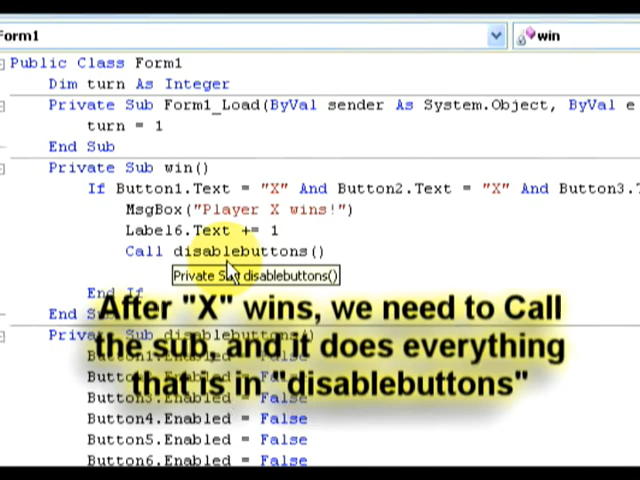 Form1
win
Public Class Form1
Dim turn As Integer
Private Sub Form1_Load(ByVal sender As System.Object, ByVal e
turn = 1
End Sub
Private Sub win()
If Button1.Text = "X" And Button2.Text = "X" And Button3.
MsgBox("Player X wins!")
Label6.Text += 1
Call disablebuttons()
Private Sub disablebuttons()
End If
After "X" wins, we need to Call
End S
the sub, and it does everything
Private Sub disablebuttons()
that is in "disablebuttons"
Button4.Enabled = False
Button5.Enabled = False
Button6.Enabled = False